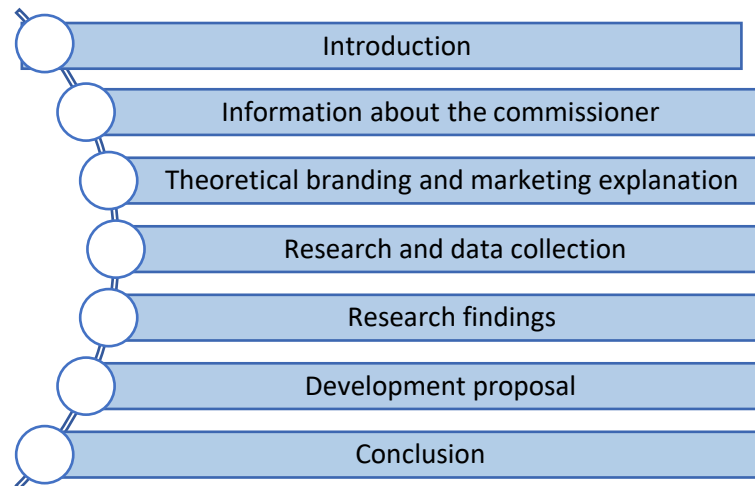 Introduction
Information about the commissioner
Theoretical branding and marketing explanation
Research and data collection
Research findings
Development proposal
Conclusion